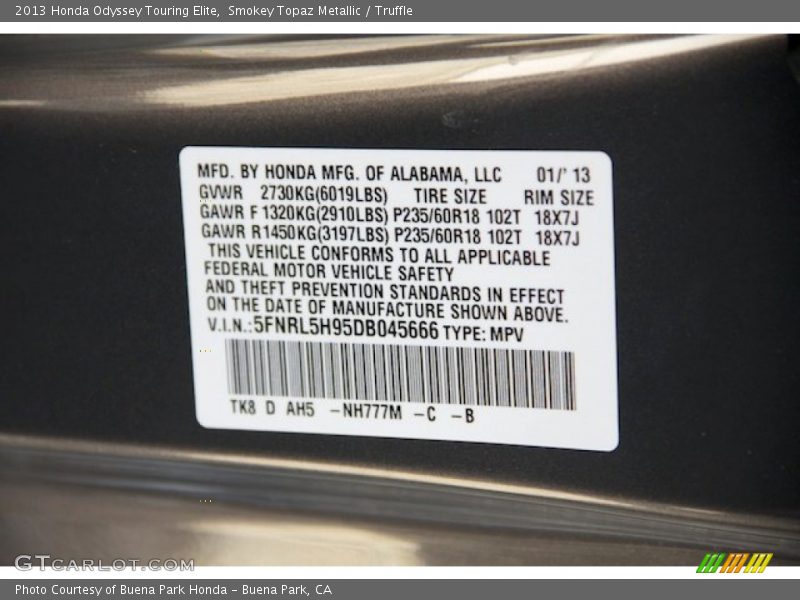 2013 Honda Odyssey Touring Elite, Smokey Topaz Metallic / Truffle
MFD. BY HONDA MFG. OF ALABAMA, LLC 01/' 13
GVWR 2730KG(6019LBS) TIRE SIZE RIM SIZE
GAWR F 1320KG(2910LBS) P235/60R18 102T 18X7J
GAWR R1450KG(3197LBS) P235/60R18 102T 18X7J
THIS VEHICLE CONFORMS TO ALL APPLICABLE
FEDERAL MOTOR VEHICLE SAFETY
AND THEFT PREVENTION STANDARDS IN EFFECT
ON THE DATE OF MANUFACTURE SHOWN ABOVE.
V.I.N.:5FNRL5H95DB045666 TYPE: MPV
TK8 D AH5 -NH777M -C -B
GTcarlot.com
Photo Courtesy of Buena Park Honda - Buena Park, CA